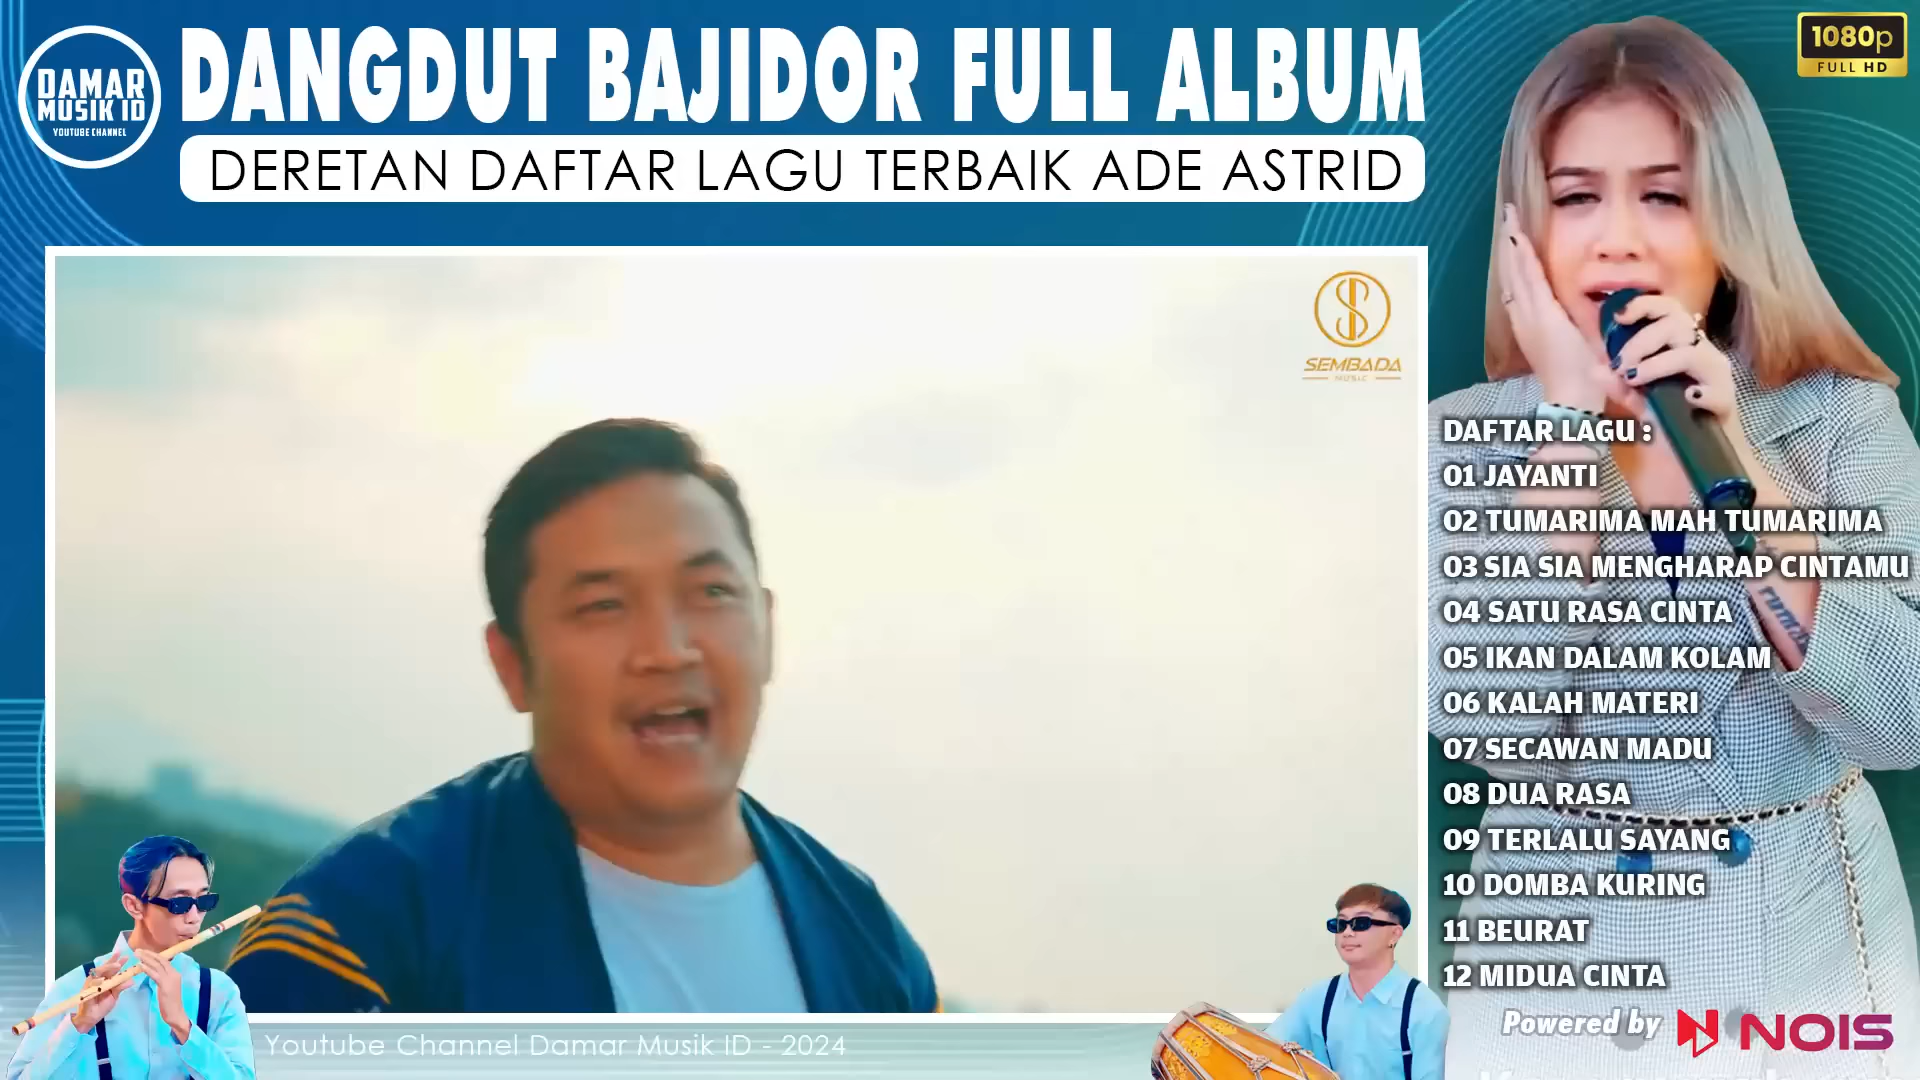 DAMAR
MUSIK ID
YOUTUBE CHANNEL
DANGDUT BAJIDOR FULL ALBUM
DERETAN DAFTAR LAGU TERBAIK ADE ASTRID
1080p
FULL HD
SEMBADA
MUSIC
DAFTAR LAGU :
01 JAYANTI
02 TUMARIMA MAH TUMARIMA
03 SIA SIA MENGHARAP CINTAMU
04 SATU RASA CINTA
05 IKAN DALAM KOLAM
06 KALAH MATERI
07 SECAWAN MADU
08 DUA RASA
09 TERLALU SAYANG
10 DOMBA KURING
11 BEURAT
12 MIDUA CINTA
Powered by
NOIS
Youtube Channel Damar Musik ID - 2024